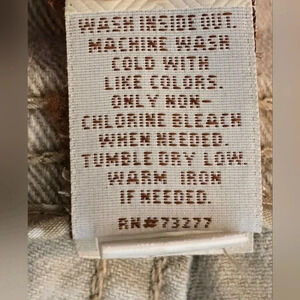 WASH INSIDE OUT.
MACHINE WASH
COLD WITH
LIKE COLORS.
ONLY NON-
CHLORINE BLEACH
WHEN NEEDED.
TUMBLE DRY LOW.
WARM IRON
IF NEEDED.
RN#73277